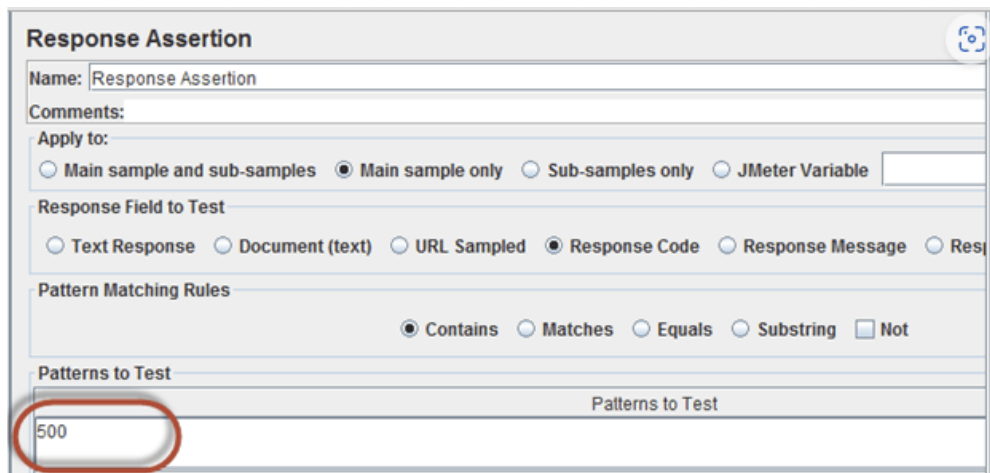 Response Assertion
Name: Response Assertion
Comments:
Apply to:
Main sample and sub-samples Main sample only Sub-samples only JMeter Variable
Response Field to Test
Text Response Document (text) URL Sampled Response Code Response Message Resp
Pattern Matching Rules
Contains Matches Equals Substring Not
Patterns to Test
Patterns to Test
500